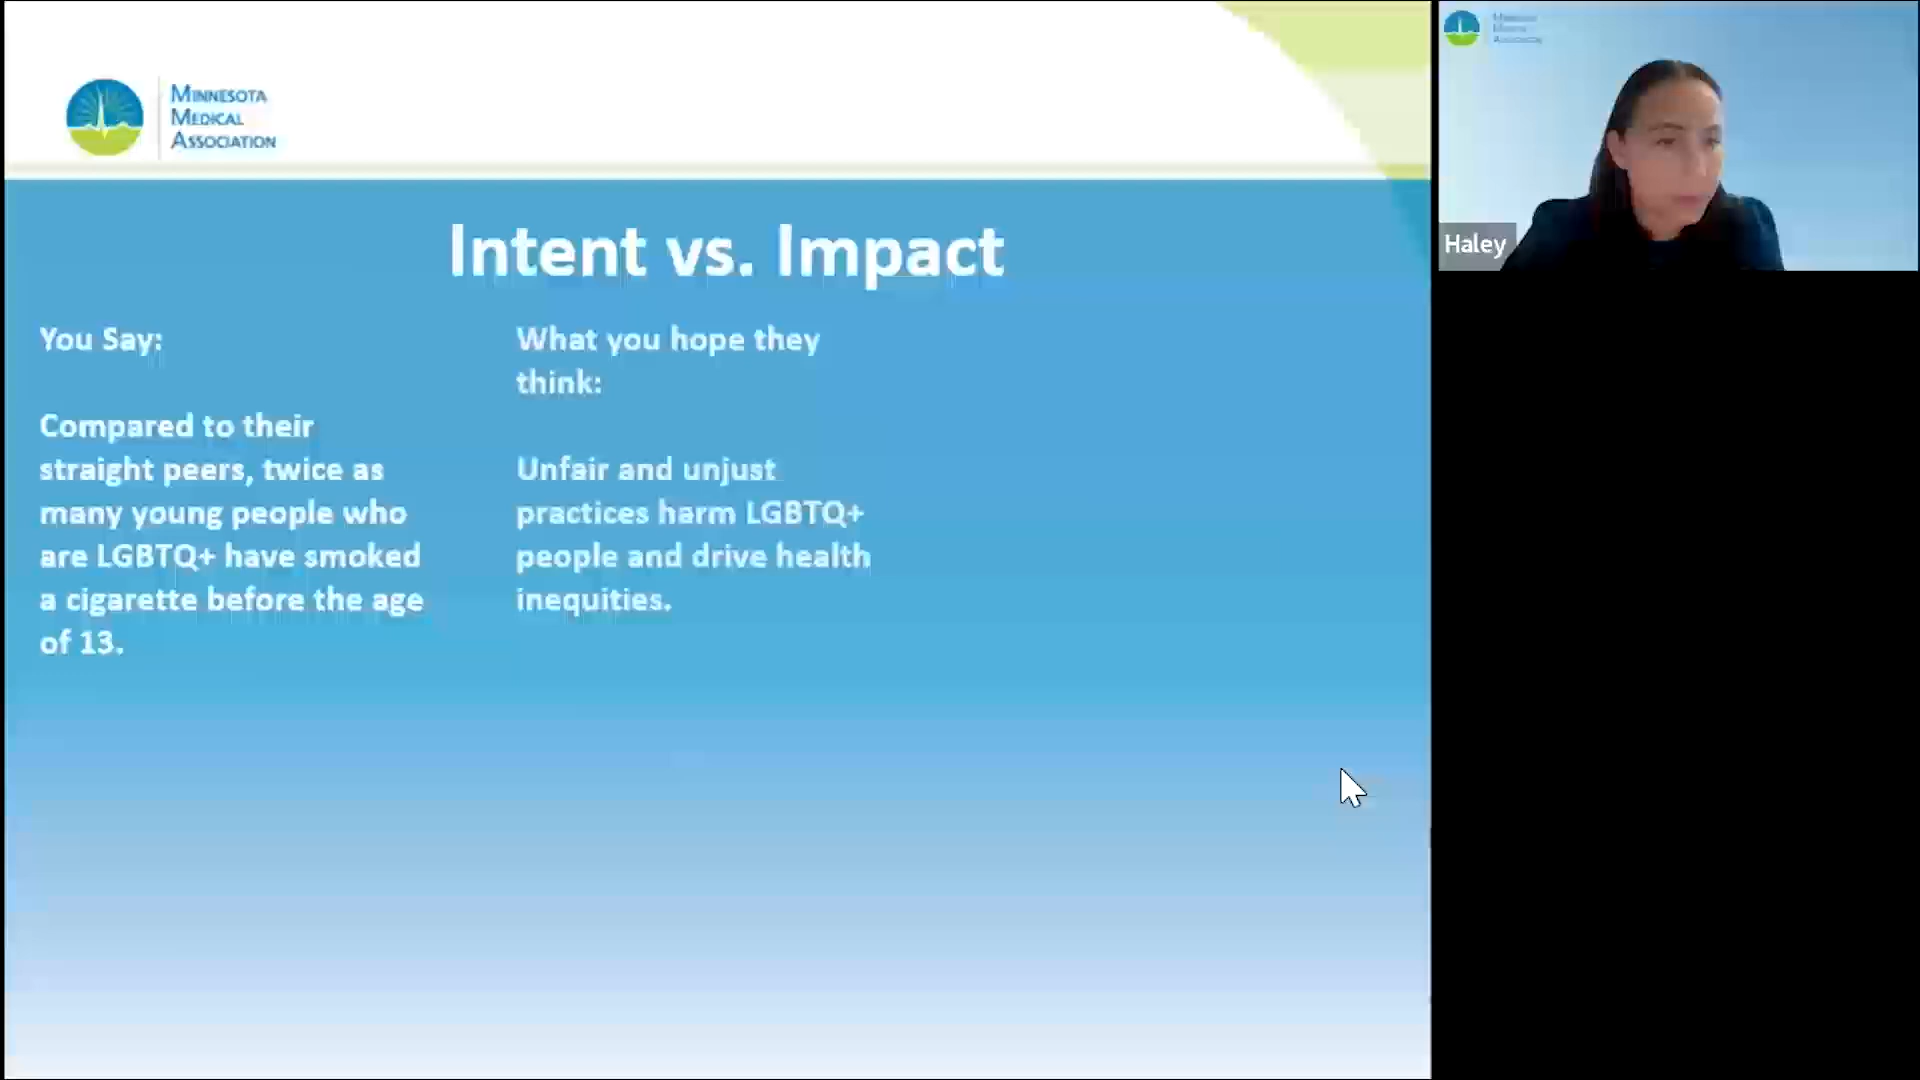 MINNESOTA
MEDICAL
ASSOCIATION
Intent vs. Impact
You Say:
Compared to their
straight peers, twice as
many young people who
are LGBTQ+ have smoked
a cigarette before the age
of 13.
What you hope they
think:
Unfair and unjust
practices harm LGBTQ+
people and drive health
inequities.
Haley